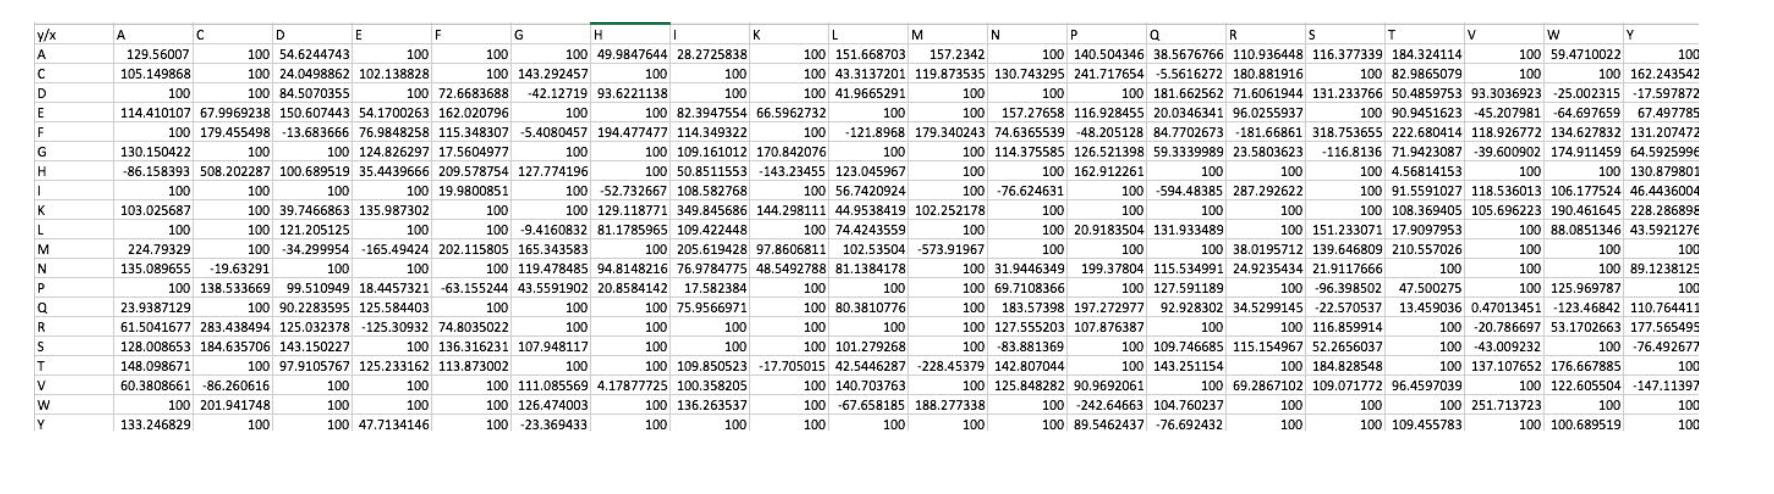 y/x A C D E F G H I K L M N P Q R S T V W Y
A 129.56007 100 54.6244743 100 100 100 49.9847644 28.2725838 100 151.668703 157.2342 100 140.504346 38.5676766 110.936448 116.377339 184.324114 100 59.4710022 100
C 105.149868 100 24.0498862 102.138828 100 143.292457 100 100 100 43.3137201 119.873535 130.743295 241.717654 -5.5616272 180.881916 100 82.9865079 100 100 162.243542
D 100 100 84.5070355 100 72.6683688 -42.12719 93.6221138 100 100 41.9665291 100 100 100 181.662562 71.6061944 131.233766 50.4859753 93.3036923 -25.002315 -17.597872
E 114.410107 67.9969238 150.607443 54.1700263 162.020796 100 100 82.3947554 66.5962732 100 100 157.27658 116.928455 20.0346341 96.0255937 100 90.9451623 -45.207981 -64.697659 67.497785
F 100 179.455498 -13.683666 76.9848258 115.348307 -5.4080457 194.477477 114.349322 100 -121.8968 179.340243 74.6365539 -48.205128 84.7702673 -181.66861 318.753655 222.680414 118.926772 134.627832 131.207472
G 130.150422 100 100 124.826297 17.5604977 100 100 109.161012 170.842076 100 100 114.375585 126.521398 59.3339989 23.5803623 -116.8136 71.9423087 -39.600902 174.911459 64.5925996
H -86.158393 508.202287 100.689519 35.4439666 209.578754 127.774196 100 50.8511553 -143.23455 123.045967 100 100 162.912261 100 100 100 4.56814153 100 100 130.879801
I 100 100 100 100 19.9800851 100 -52.732667 108.582768 100 56.7420924 100 -76.624631 100 -594.48385 287.292622 100 91.5591027 118.536013 106.177524 46.4436004
K 103.025687 100 39.7466863 135.987302 100 100 129.118771 349.845686 144.298111 44.9538419 102.252178 100 100 100 100 100 108.369405 105.696223 190.461645 228.286898
L 100 100 121.205125 100 100 -9.4160832 81.1785965 109.422448 100 74.4243559 100 100 20.9183504 131.933489 100 151.233071 17.9097953 100 88.0851346 43.5921276
M 224.79329 100 -34.299954 -165.49424 202.115805 165.343583 100 205.619428 97.8606811 102.53504 -573.91967 100 100 100 38.0195712 139.646809 210.557026 100 100 100
N 135.089655 -19.63291 100 100 100 119.478485 94.8148216 76.9784775 48.5492788 81.1384178 100 31.9446349 199.37804 115.534991 24.9235434 21.9117666 100 100 100 89.1238125
P 100 138.533669 99.510949 18.4457321 -63.155244 43.5591902 20.8584142 17.582384 100 100 100 69.7108366 100 127.591189 100 -96.398502 47.500275 100 125.969787 100
Q 23.9387129 100 90.2283595 125.584403 100 100 100 75.9566971 100 80.3810776 100 183.57398 197.272977 92.928302 34.5299145 -22.570537 13.459036 0.47013451 -123.46842 110.764411
R 61.5041677 283.438494 125.032378 -125.30932 74.8035022 100 100 100 100 100 100 127.555203 107.876387 100 100 116.859914 100 -20.786697 53.1702663 177.565495
S 128.008653 184.635706 143.150227 100 136.316231 107.948117 100 100 100 101.279268 100 -83.881369 100 109.746685 115.154967 52.2656037 100 -43.009232 100 -76.492677
T 148.098671 100 97.9105767 125.233162 113.873002 100 100 109.850523 -17.705015 42.5446287 -228.45379 142.807044 100 143.251154 100 184.828548 100 137.107652 176.667885 100
V 60.3808661 -86.260616 100 100 100 111.085569 4.17877725 100.358205 100 140.703763 100 125.848282 90.9692061 100 69.2867102 109.071772 96.4597039 100 122.605504 -147.11397
W 100 201.941748 100 100 100 126.474003 100 136.263537 100 -67.658185 188.277338 100 -242.64663 104.760237 100 100 100 251.713723 100 100
Y 133.246829 100 100 47.7134146 100 -23.369433 100 100 100 100 100 100 89.5462437 -76.692432 100 100 109.455783 100 100.689519 100